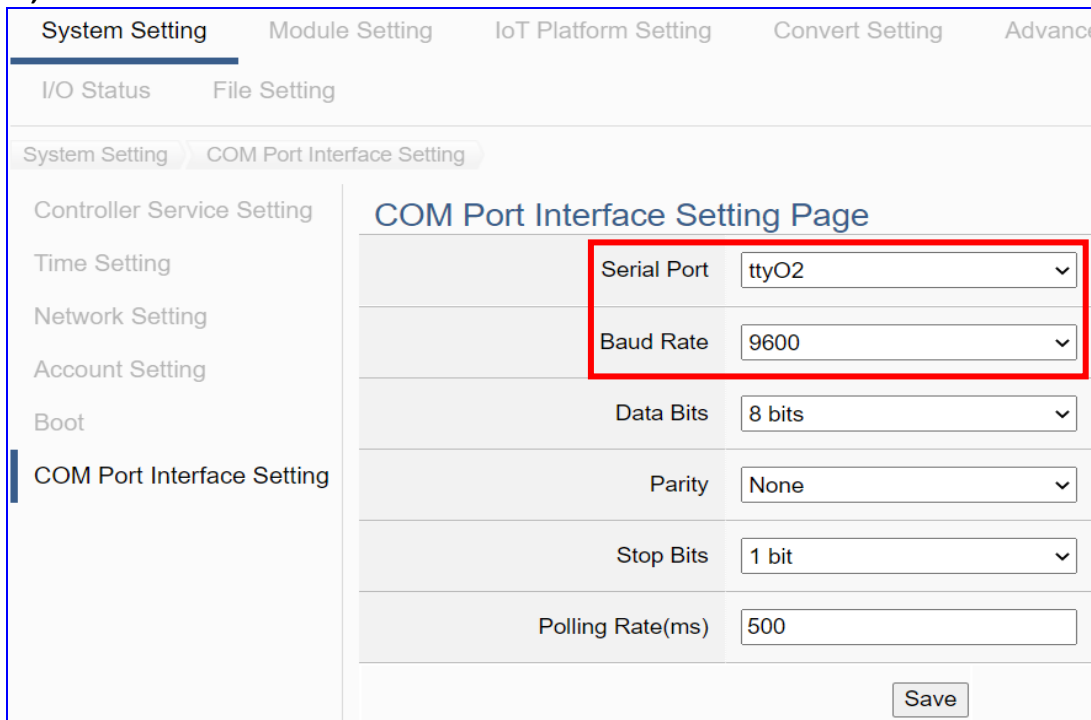 System Setting Module Setting IoT Platform Setting Convert Setting Advance
I/O Status File Setting
System Setting COM Port Interface Setting
Controller Service Setting
Time Setting
Network Setting
Account Setting
Boot
COM Port Interface Setting
COM Port Interface Setting Page
Serial Port ttyO2
Baud Rate 9600
Data Bits 8 bits
Parity None
Stop Bits 1 bit
Polling Rate(ms) 500
Save